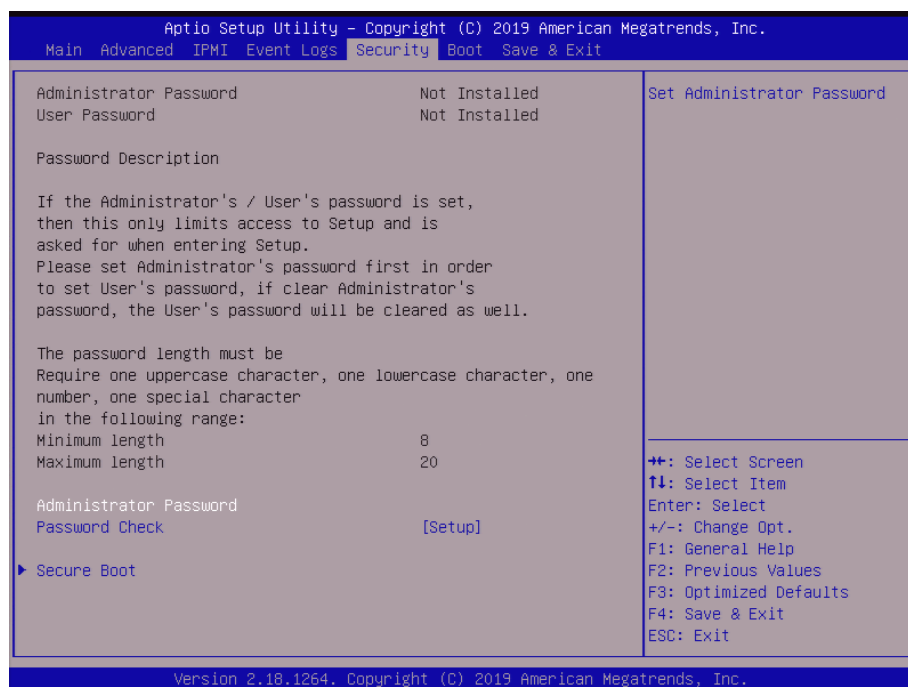 Aptio Setup Utility – Copyright (C) 2019 American Megatrends, Inc.
Main Advanced IPMI Event Logs Security Boot Save & Exit
Administrator Password Not Installed
User Password Not Installed
Password Description
If the Administrator's / User's password is set,
then this only limits access to Setup and is
asked for when entering Setup.
Please set Administrator's password first in order
to set User's password, if clear Administrator's
password, the User's password will be cleared as well.
The password length must be
Require one uppercase character, one lowercase character, one
number, one special character
in the following range:
Minimum length 8
Maximum length 20
Administrator Password
Password Check [Setup]
▶ Secure Boot
Set Administrator Password
→←: Select Screen
↑↓: Select Item
Enter: Select
+/-: Change Opt.
F1: General Help
F2: Previous Values
F3: Optimized Defaults
F4: Save & Exit
ESC: Exit
Version 2.18.1264. Copyright (C) 2019 American Megatrends, Inc.